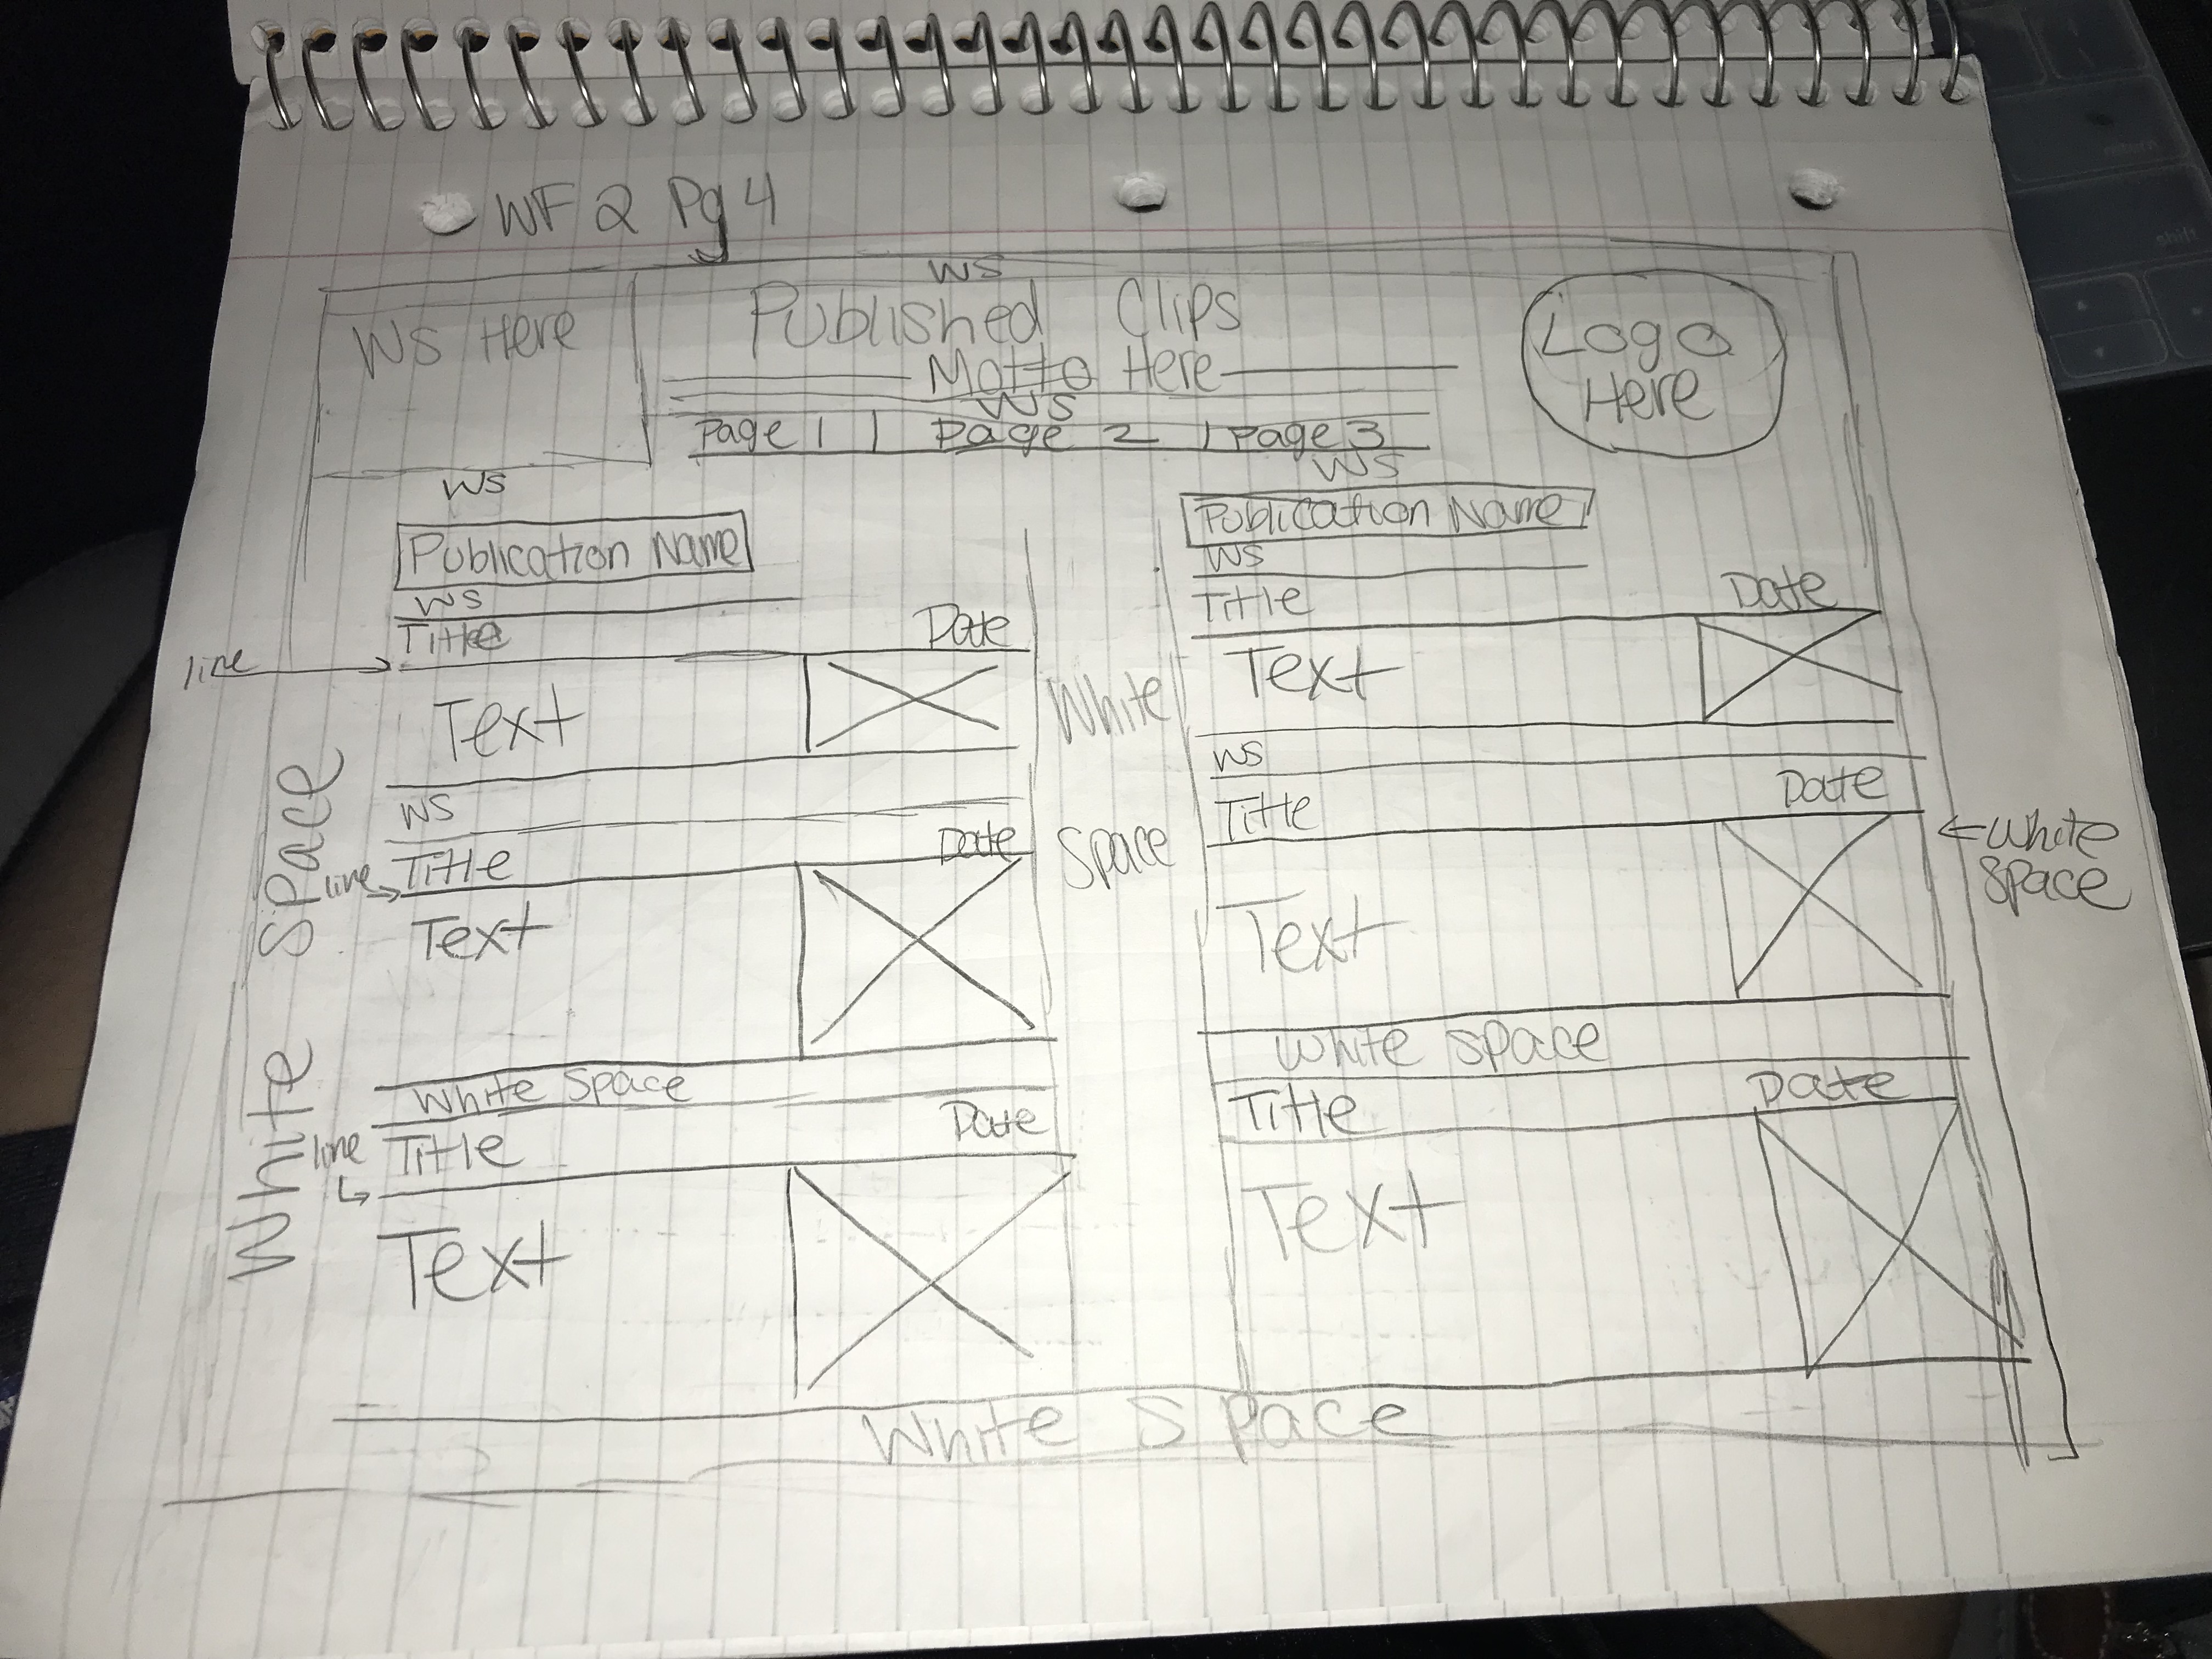 WF 2 Pg 4
WS
WS Here
Published Clips
Motto Here
WS
Page 1 | Page 2 | Page 3
Logo
Here
WS
Publication Name
WS
Title Date
line
Text
WS
Title Date
line
Text
White Space
Title Date
line
Text
White Space
White
Space
WS
Publication Name
WS
Title Date
Text
WS
Title Date
Text
White Space
Title Date
Text
White
Space
White Space